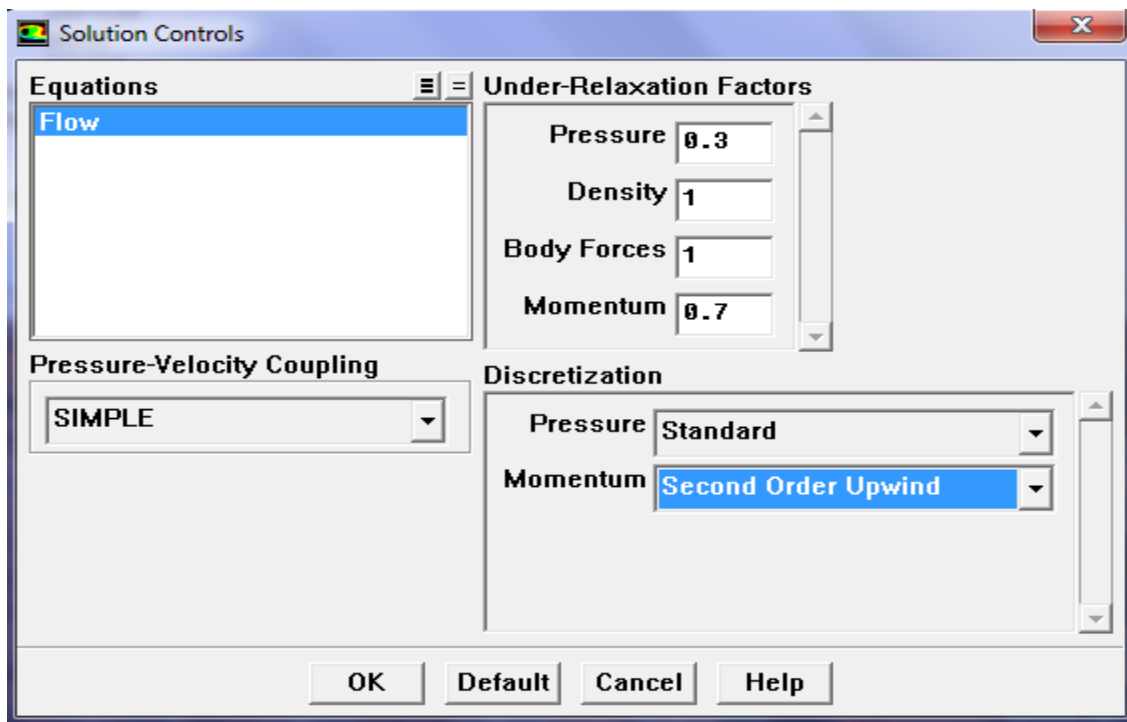 Solution Controls
Equations
Flow
Under-Relaxation Factors
Pressure 0.3
Density 1
Body Forces 1
Momentum 0.7
Pressure-Velocity Coupling
SIMPLE
Discretization
Pressure Standard
Momentum Second Order Upwind
OK Default Cancel Help